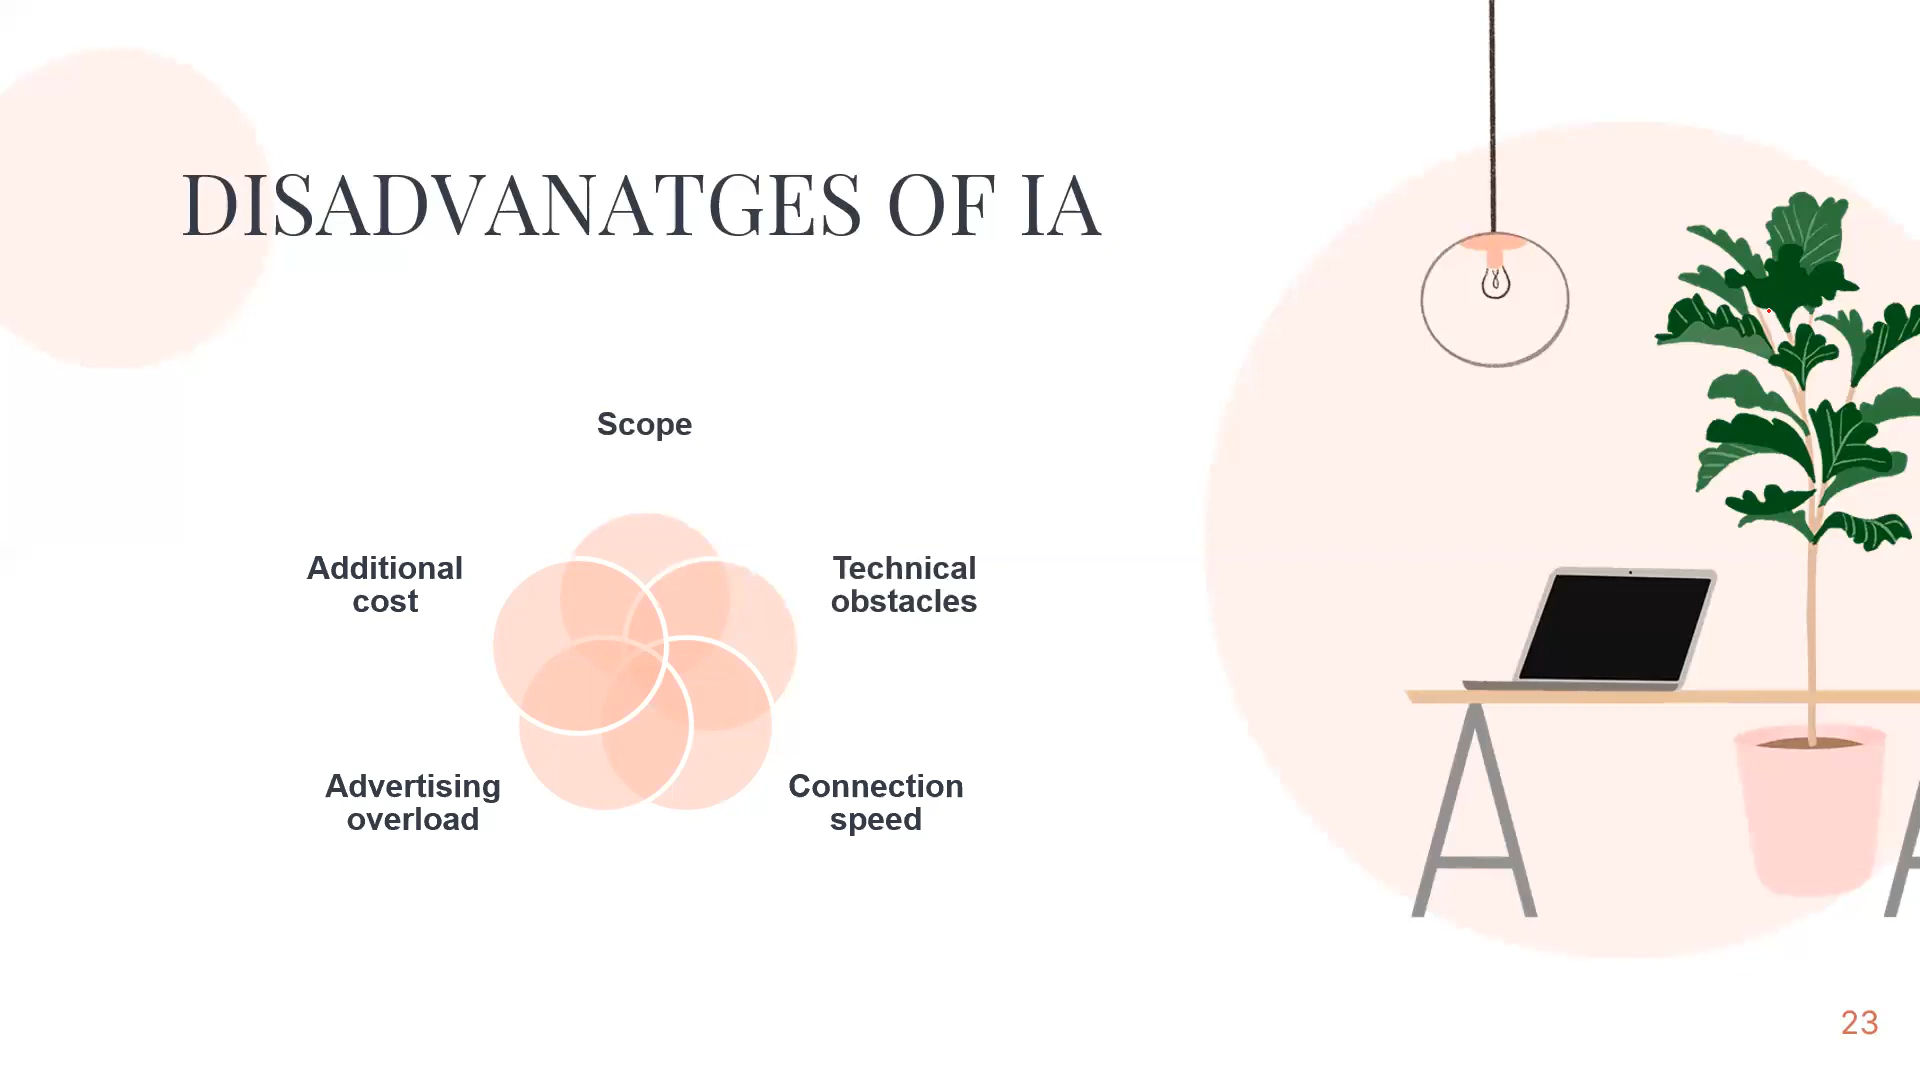 DISADVANATGES OF IA
Scope
Additional
cost
Technical
obstacles
Advertising
overload
Connection
speed
23